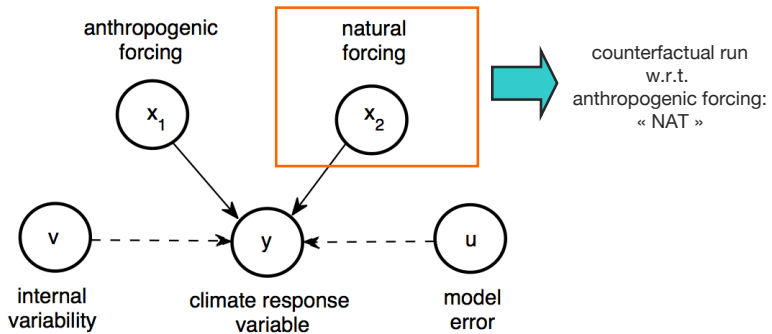 anthropogenic
forcing
natural
forcing
counterfactual run
w.r.t.
anthropogenic forcing:
« NAT »
x1
x2
v
y
u
internal
variability
climate response
variable
model
error